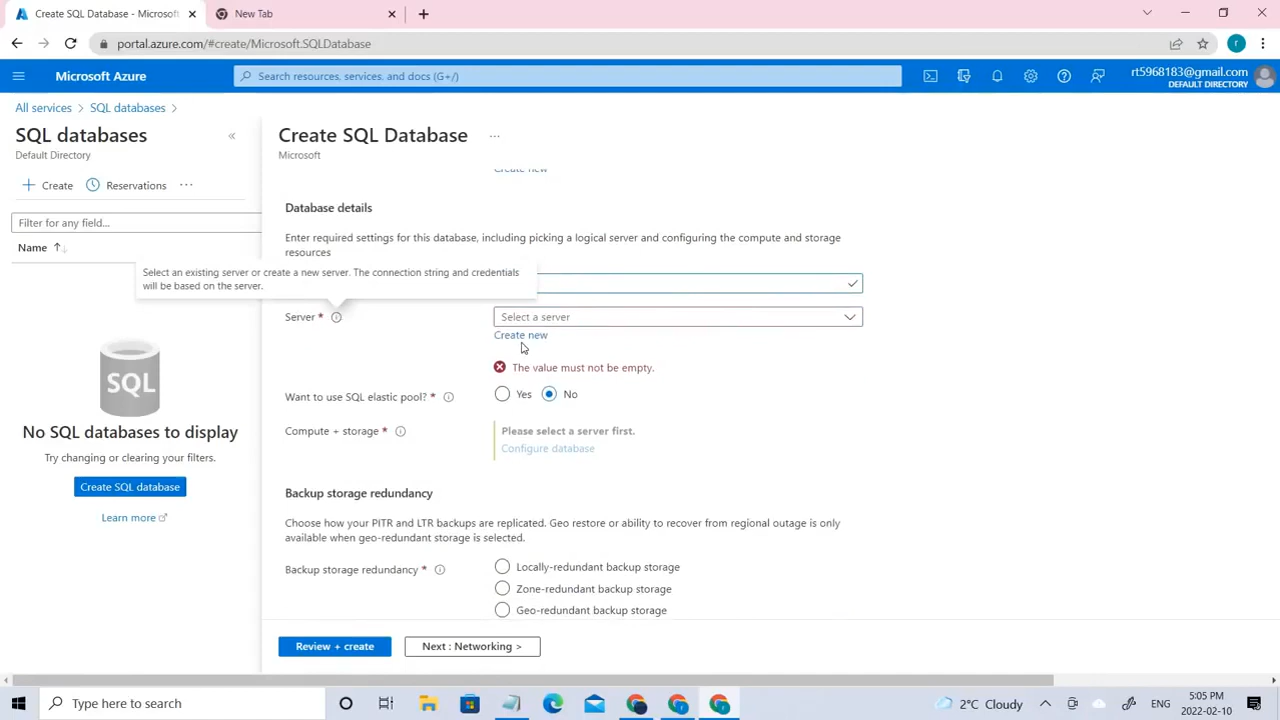 Create SQL Database - Microsoft
New Tab
portal.azure.com/#create/Microsoft.SQLDatabase
Microsoft Azure
Search resources, services, and docs (G+/)
rt5968183@gmail.com
DEFAULT DIRECTORY
All services > SQL databases >
SQL databases
Default Directory
Create
Reservations
Filter for any field...
Name
SQL
No SQL databases to display
Try changing or clearing your filters.
Create SQL database
Learn more
Create SQL Database
Microsoft
Create new
Database details
Enter required settings for this database, including picking a logical server and configuring the compute and storage
resources
Select an existing server or create a new server. The connection string and credentials
will be based on the server.
Server *
Select a server
Create new
The value must not be empty.
Want to use SQL elastic pool? *
Yes
No
Compute + storage *
Please select a server first.
Configure database
Backup storage redundancy
Choose how your PITR and LTR backups are replicated. Geo restore or ability to recover from regional outage is only
available when geo-redundant storage is selected.
Backup storage redundancy *
Locally-redundant backup storage
Zone-redundant backup storage
Geo-redundant backup storage
Review + create
Next : Networking >
Type here to search
2°C Cloudy
ENG
5:05 PM
2022-02-10